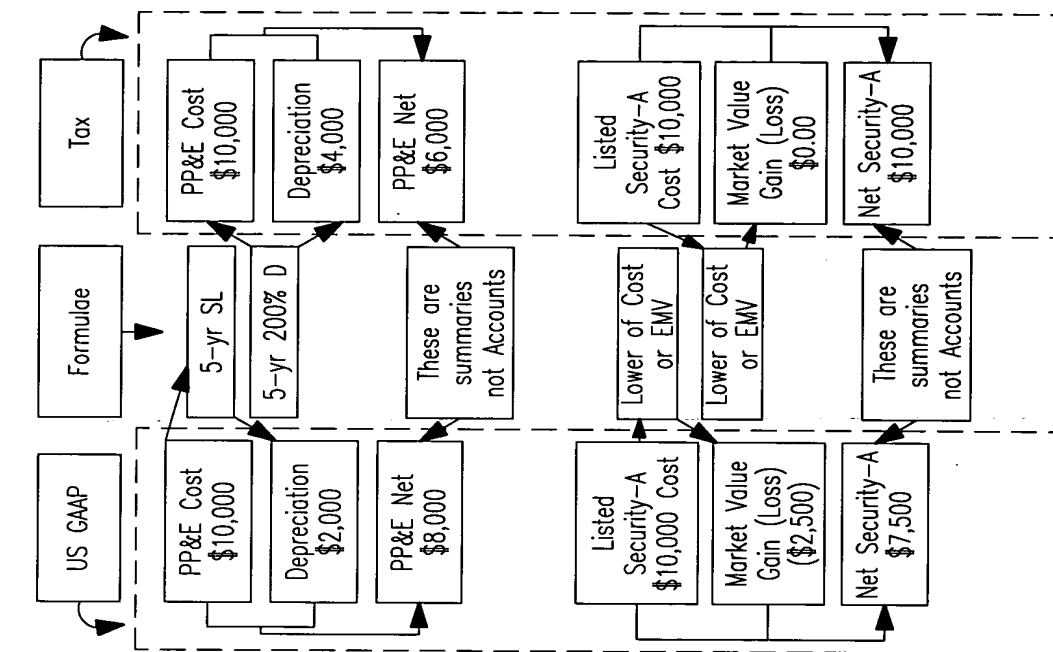 US GAAP
Formulae
Tax
PP&E Cost
$10,000
5-yr SL
PP&E Cost
$10,000
Depreciation
$2,000
5-yr 200% D
Depreciation
$4,000
PP&E Net
$8,000
These are
summaries
not Accounts
PP&E Net
$6,000
Listed
Security-A
$10,000 Cost
Lower of Cost
or EMV
Listed
Security-A
Cost $10,000
Market Value
Gain (Loss)
($2,500)
Lower of Cost
or EMV
Market Value
Gain (Loss)
$0.00
Net Security-A
$7,500
These are
summaries
not Accounts
Net Security-A
$10,000